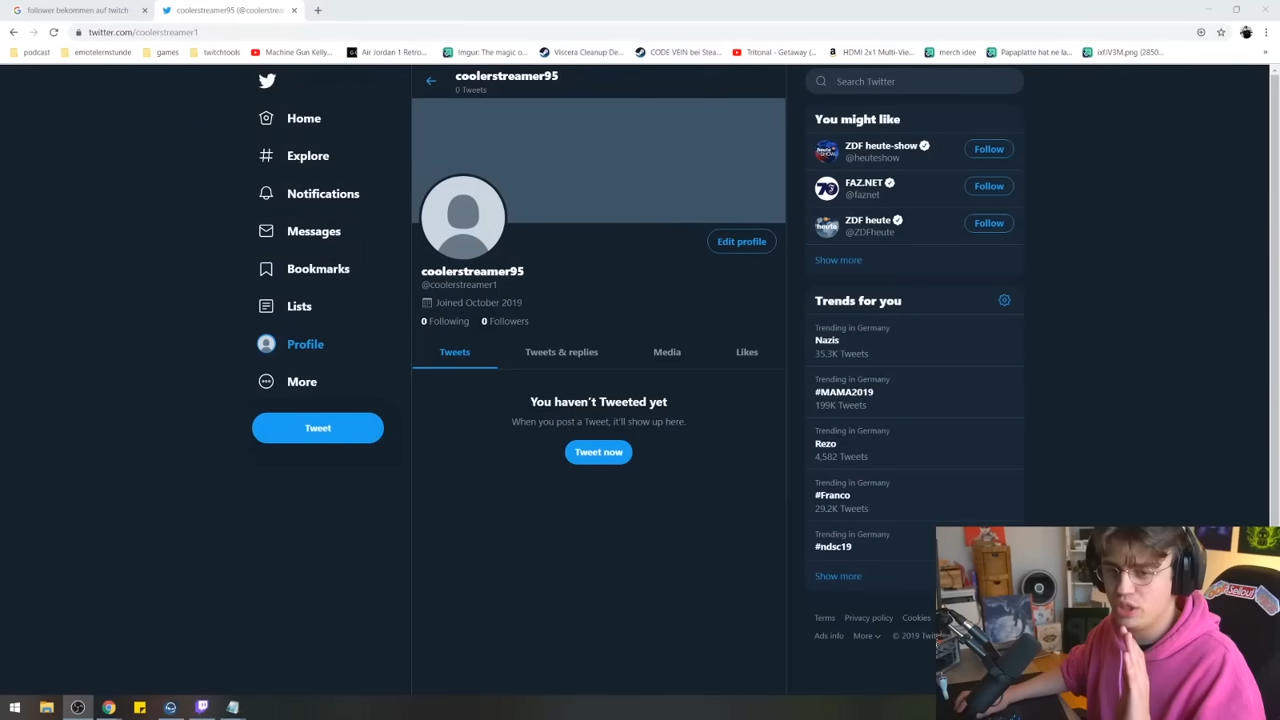 follower bekommen auf twitch
coolerstreamer95 (@coolerstrea
twitter.com/coolerstreamer1
podcast
emotelernstunde
games
twitchtools
Machine Gun Kelly...
Air Jordan 1 Retro...
Imgur: The magic o...
Viscera Cleanup De...
CODE VEIN bei Stea...
Tritonal - Getaway (...
HDMI 2x1 Multi-Vie...
merch idee
Papaplatte hat ne la...
ixfJV3M.png (2850...
coolerstreamer95
0 Tweets
Home
Explore
Notifications
Messages
Bookmarks
Lists
Profile
More
Tweet
Edit profile
coolerstreamer95
@coolerstreamer1
Joined October 2019
0 Following 0 Followers
Tweets
Tweets & replies
Media
Likes
You haven't Tweeted yet
When you post a Tweet, it'll show up here.
Tweet now
Search Twitter
You might like
ZDF heute-show
@heuteshow
Follow
FAZ.NET
@faznet
Follow
ZDF heute
@ZDFheute
Follow
Show more
Trends for you
Trending in Germany
Nazis
35.3K Tweets
Trending in Germany
#MAMA2019
199K Tweets
Trending in Germany
Rezo
4,582 Tweets
Trending in Germany
#Franco
29.2K Tweets
Trending in Germany
#ndsc19
Show more
Terms Privacy policy Cookies
Ads info More © 2019 Twitt
Sellout